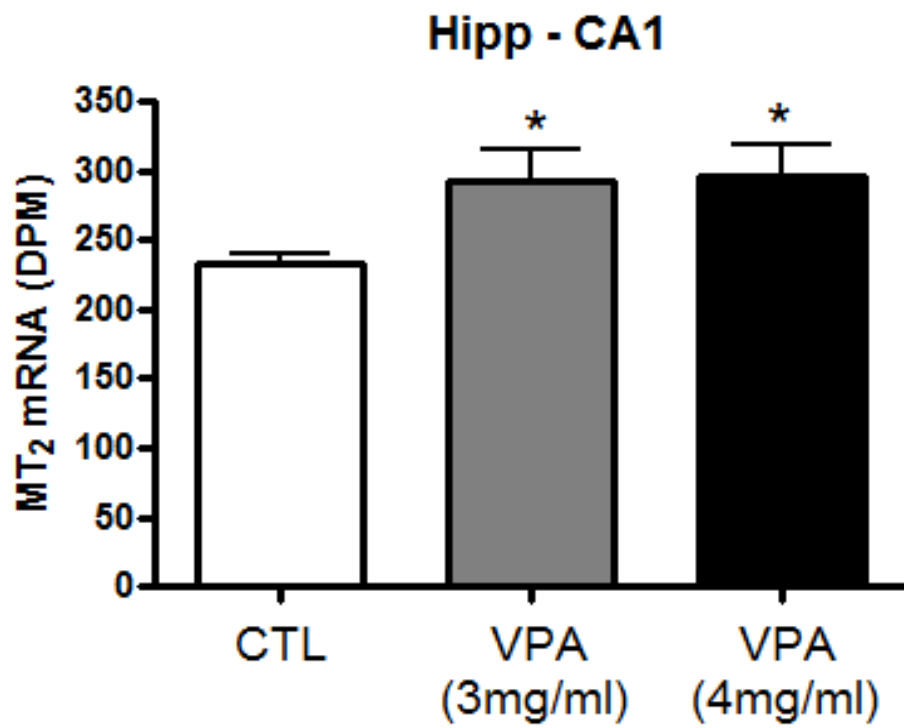 Hipp - CA1
350
300
250
200
150
100
50
0
MT₂ mRNA (DPM)
*
*
CTL
VPA
(3mg/ml)
VPA
(4mg/ml)